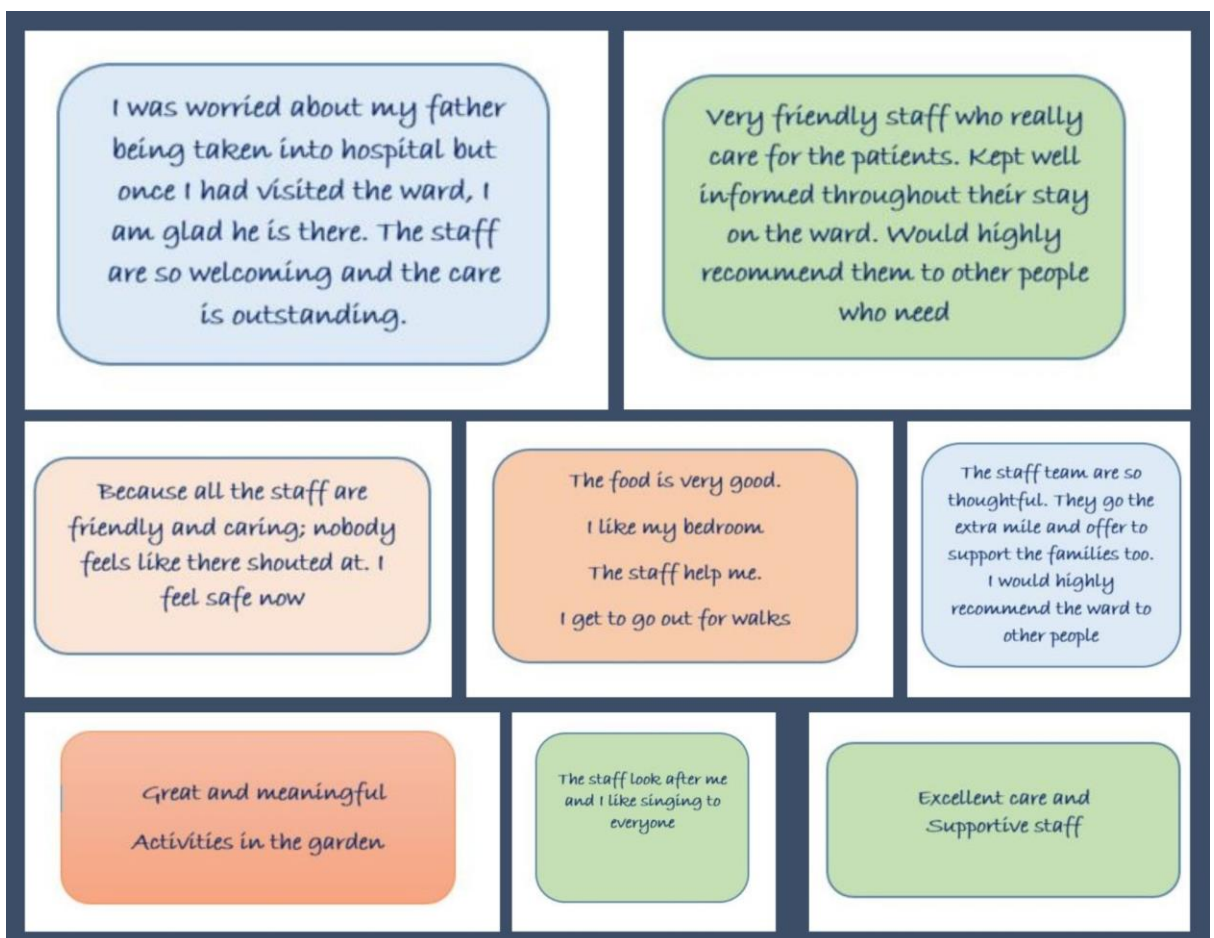 I was worried about my father
being taken into hospital but
once I had visited the ward, I
am glad he is there. The staff
are so welcoming and the care
is outstanding.
Very friendly staff who really
care for the patients. Kept well
informed throughout their stay
on the ward. Would highly
recommend them to other people
who need
Because all the staff are
friendly and caring; nobody
feels like there shouted at. I
feel safe now
The food is very good.
I like my bedroom
The staff help me.
I get to go out for walks
The staff team are so
thoughtful. They go the
extra mile and offer to
support the families too.
I would highly
recommend the ward to
other people
Great and meaningful
Activities in the garden
The staff look after me
and I like singing to
everyone
Excellent care and
Supportive staff